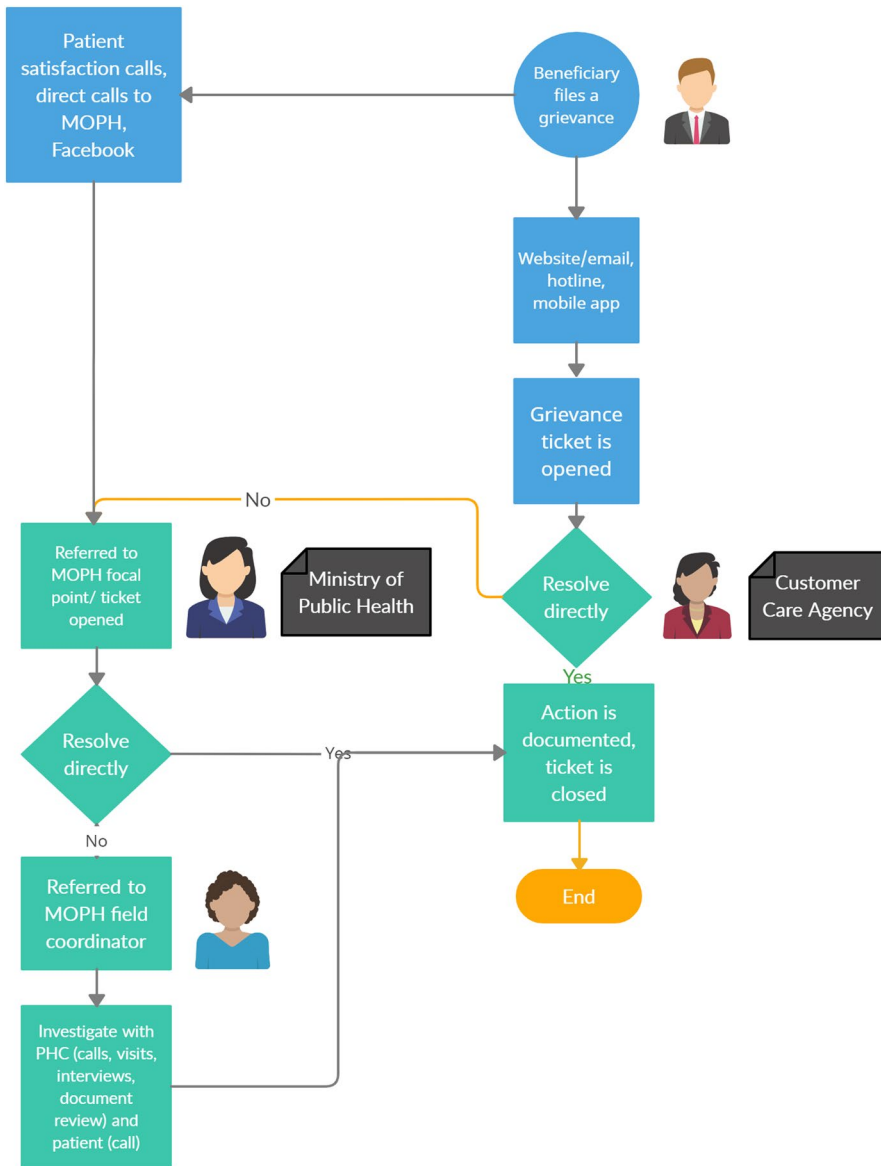 Patient
satisfaction calls,
direct calls to
MOPH,
Facebook
Beneficiary
files a
grievance
Website/email,
hotline,
mobile app
Grievance
ticket is
opened
No
Referred to
MOPH focal
point/ ticket
opened
Ministry of
Public Health
Resolve
directly
Customer
Care Agency
Yes
Resolve
directly
Yes
Action is
documented,
ticket is
closed
No
Referred to
MOPH field
coordinator
End
Investigate with
PHC (calls, visits,
interviews,
document
review) and
patient (call)